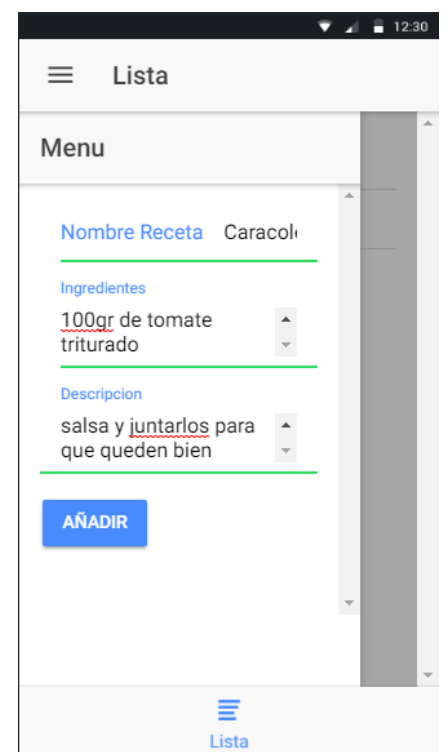 12:30
Lista
Menu
Nombre Receta Caracol
Ingredientes
100gr de tomate
triturado
Descripcion
salsa y juntarlos para
que queden bien
AÑADIR
Lista